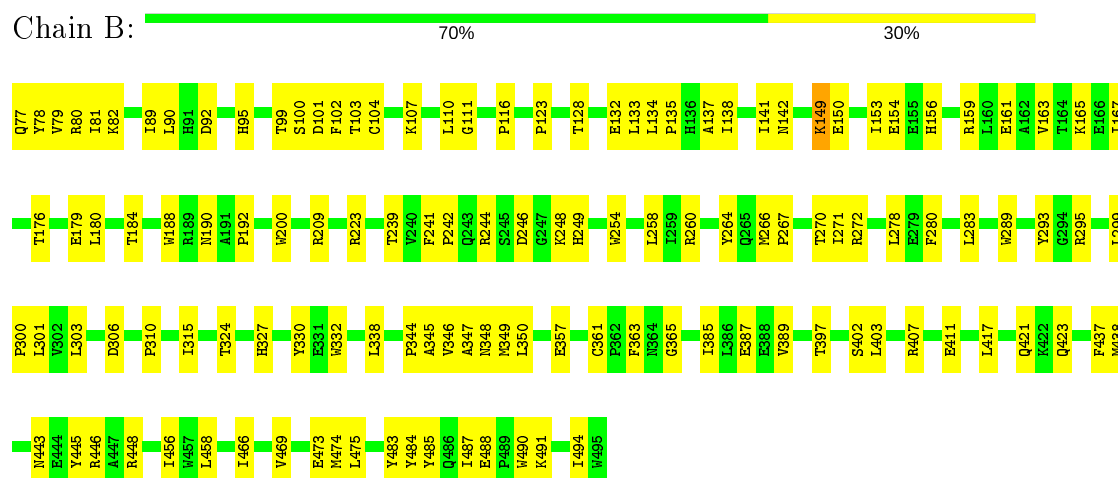 Chain B:
70% 30%
Q77 Y78 V79 R80 I81 K82 I89 L90 H91 D92 H95 T99 S100 D101 F102 T103 C104 K107 L110 G111 P116 P123 T128 E132 L133 L134 P135 H136 A137 I138 I141 N142 K149 E150 I153 E154 E155 H156 R159 L160 E161 A162 V163 T164 K165 E166 I167
T176 E179 L180 T184 W188 R189 N190 A191 P192 W200 R209 R223 T239 V240 F241 P242 Q243 R244 S245 D246 G247 K248 H249 W254 L258 I259 R260 Y264 Q265 M266 P267 T270 I271 R272 L278 E279 F280 L283 W289 Y293 G294 R295 L299
P300 L301 V302 L303 D306 P310 I315 T324 H327 Y330 E331 W332 L338 P344 A345 V346 A347 N348 M349 L350 E357 C361 P362 F363 N364 G365 I385 L386 E387 E388 V389 T397 S402 L403 R407 E411 L417 Q421 K422 Q423 F437 M438
N443 E444 Y445 R446 A447 R448 I456 W457 L458 I466 V469 E473 M474 L475 Y483 Y484 Y485 Q486 I487 E488 P489 W490 K491 I494 W495